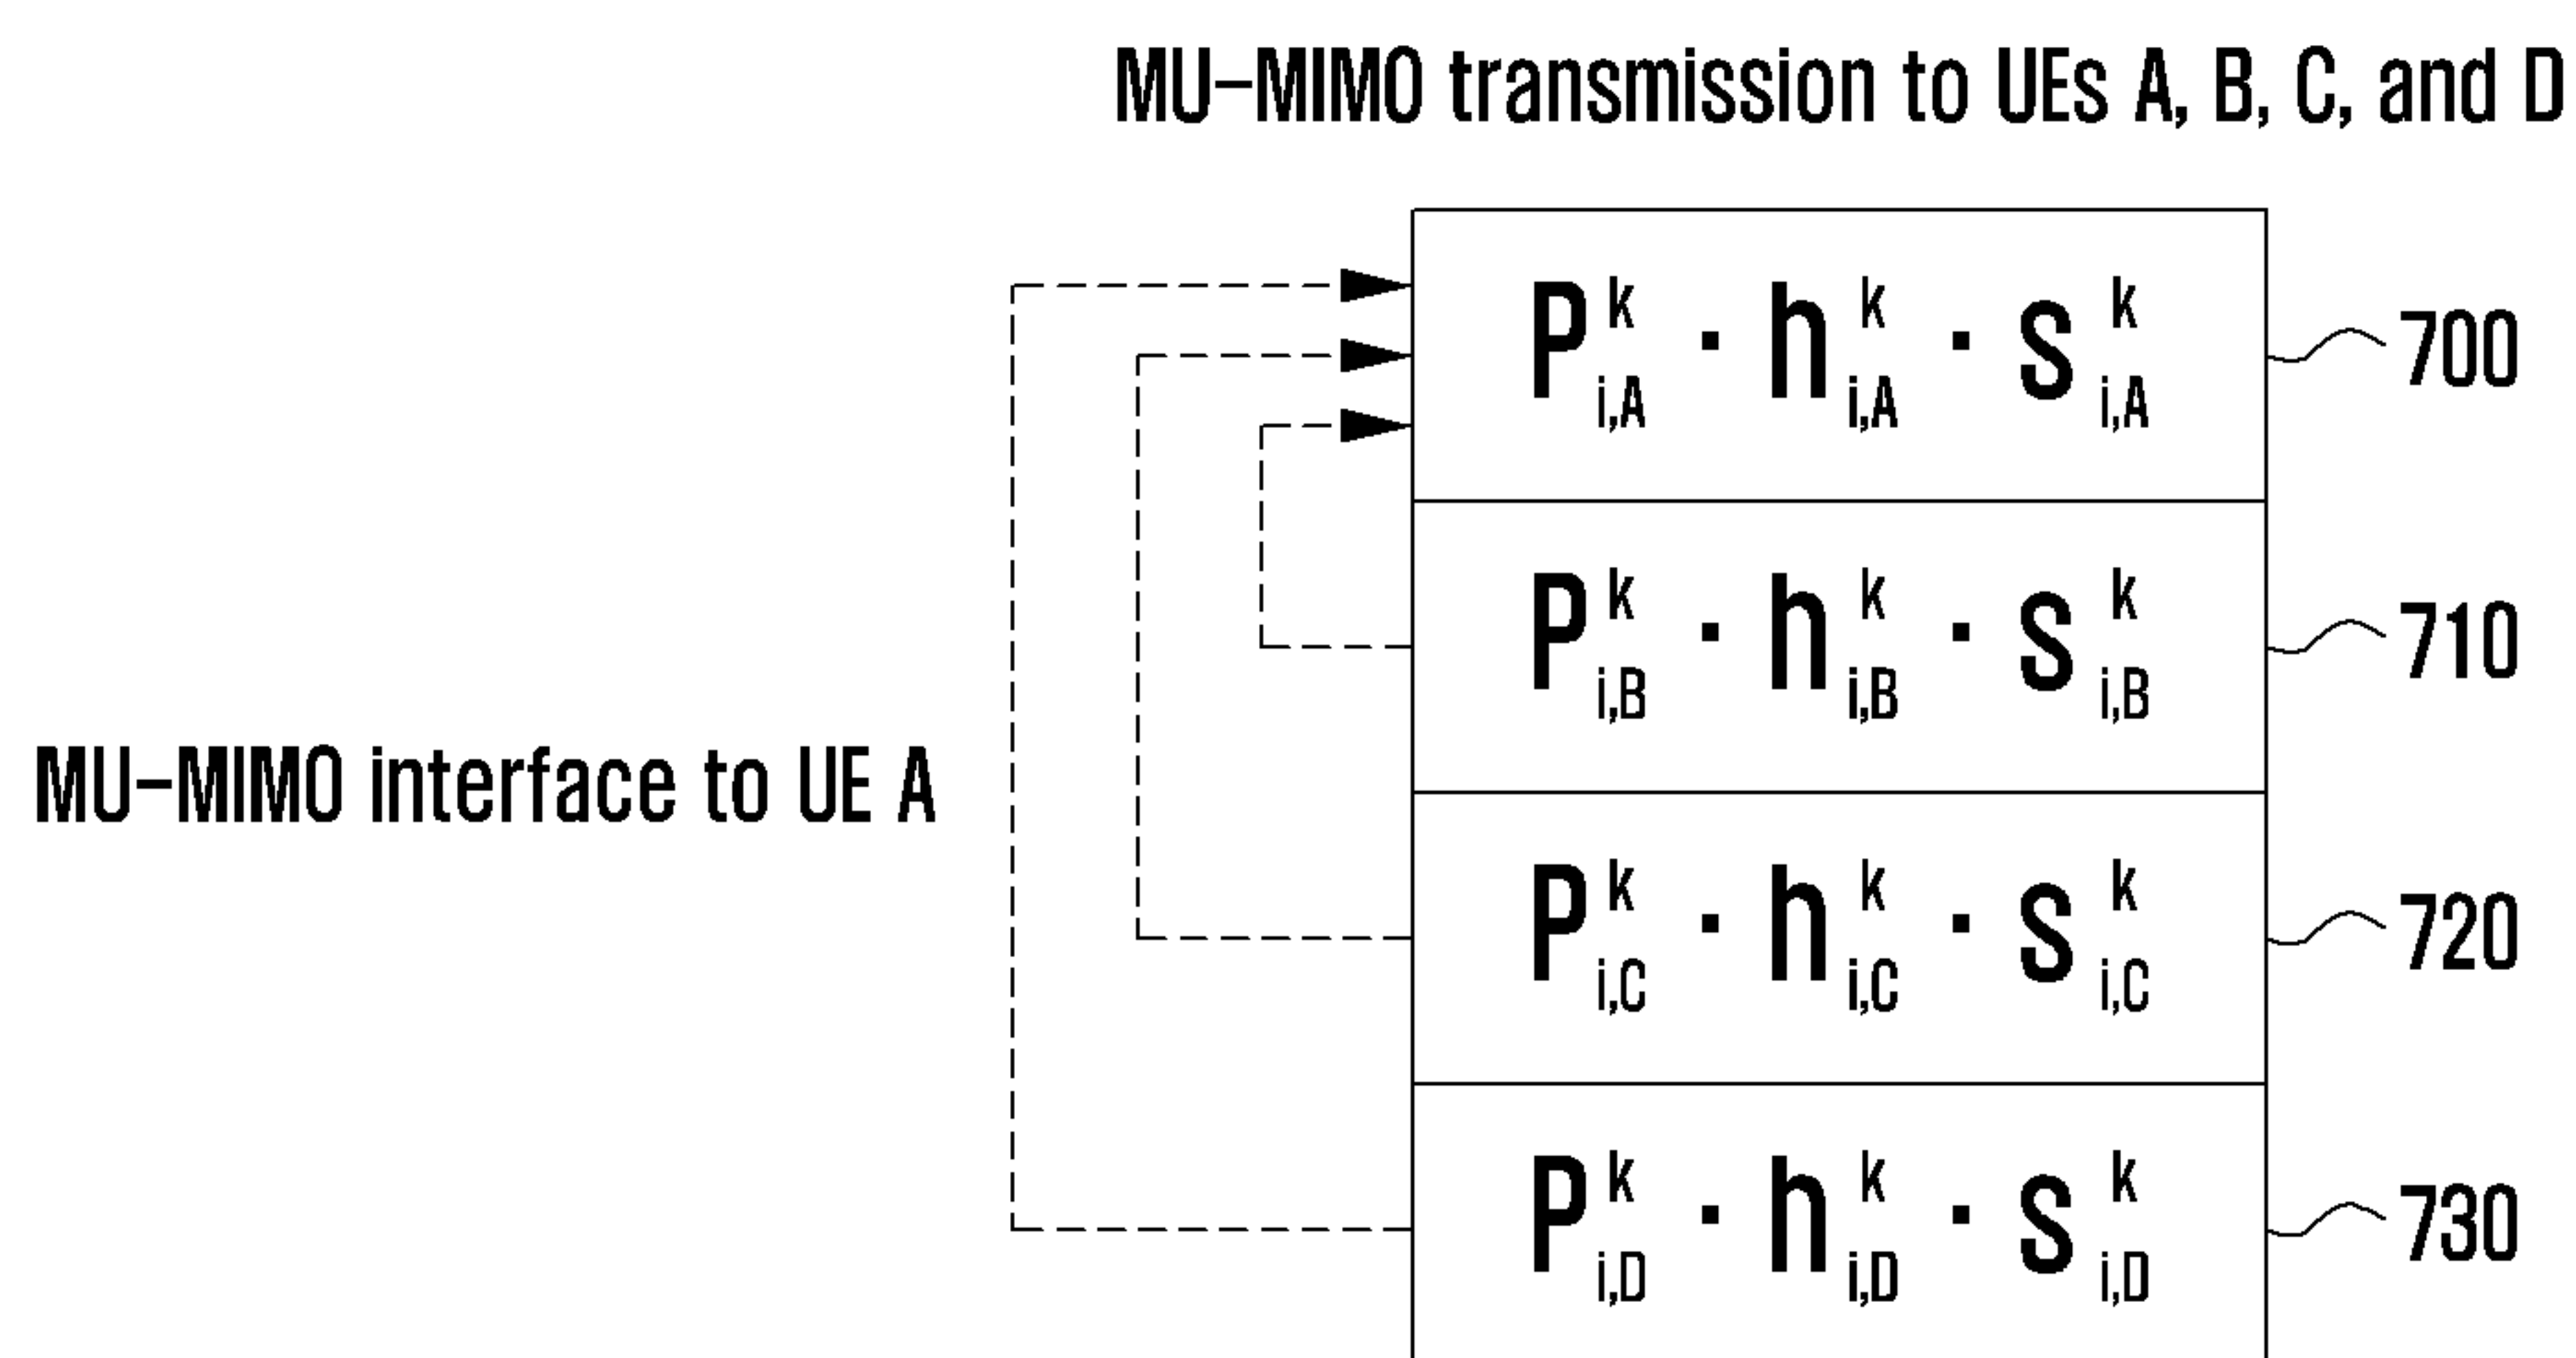 MU-MIMO transmission to UEs A, B, C, and D
P^k_{i,A} · h^k_{i,A} · s^k_{i,A} 700
P^k_{i,B} · h^k_{i,B} · s^k_{i,B} 710
MU-MIMO interface to UE A
P^k_{i,C} · h^k_{i,C} · s^k_{i,C} 720
P^k_{i,D} · h^k_{i,D} · s^k_{i,D} 730